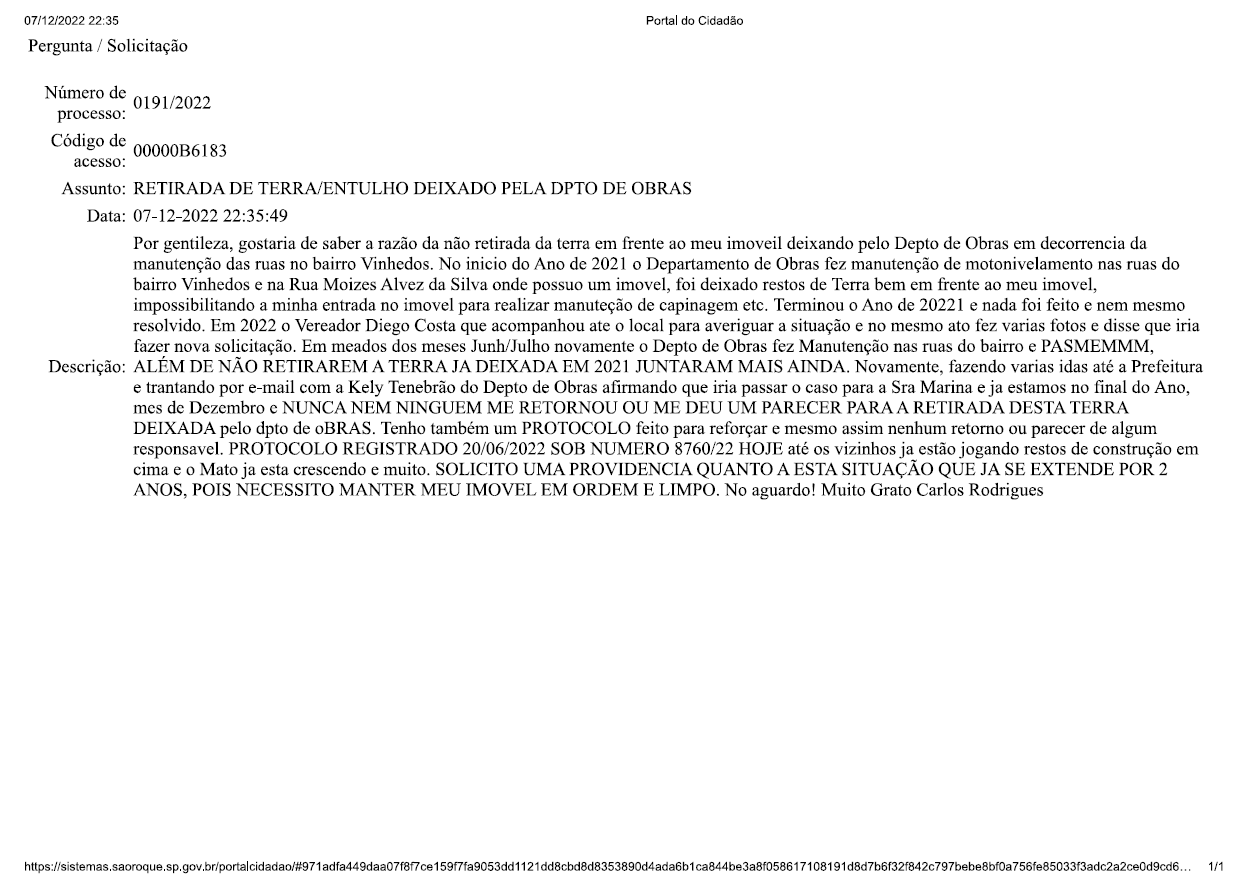 07/12/2022 22:35 Portal do Cidadão
Pergunta / Solicitação
Número de processo: 0191/2022
Código de acesso: 00000B6183
Assunto: RETIRADA DE TERRA/ENTULHO DEIXADO PELA DPTO DE OBRAS
Data: 07-12-2022 22:35:49
Por gentileza, gostaria de saber a razão da não retirada da terra em frente ao meu imoveil deixando pelo Depto de Obras em decorrencia da
manutenção das ruas no bairro Vinhedos. No inicio do Ano de 2021 o Departamento de Obras fez manutenção de motonivelamento nas ruas do
bairro Vinhedos e na Rua Moizes Alvez da Silva onde possuo um imovel, foi deixado restos de Terra bem em frente ao meu imovel,
impossibilitando a minha entrada no imovel para realizar manuteção de capinagem etc. Terminou o Ano de 20221 e nada foi feito e nem mesmo
resolvido. Em 2022 o Vereador Diego Costa que acompanhou ate o local para averiguar a situação e no mesmo ato fez varias fotos e disse que iria
fazer nova solicitação. Em meados dos meses Junh/Julho novamente o Depto de Obras fez Manutenção nas ruas do bairro e PASMEMMM,
Descrição: ALÉM DE NÃO RETIRAREM A TERRA JA DEIXADA EM 2021 JUNTARAM MAIS AINDA. Novamente, fazendo varias idas até a Prefeitura
e trantando por e-mail com a Kely Tenebrão do Depto de Obras afirmando que iria passar o caso para a Sra Marina e ja estamos no final do Ano,
mes de Dezembro e NUNCA NEM NINGUEM ME RETORNOU OU ME DEU UM PARECER PARA A RETIRADA DESTA TERRA
DEIXADA pelo dpto de oBRAS. Tenho também um PROTOCOLO feito para reforçar e mesmo assim nenhum retorno ou parecer de algum
responsavel. PROTOCOLO REGISTRADO 20/06/2022 SOB NUMERO 8760/22 HOJE até os vizinhos ja estão jogando restos de construção em
cima e o Mato ja esta crescendo e muito. SOLICITO UMA PROVIDENCIA QUANTO A ESTA SITUAÇÃO QUE JA SE EXTENDE POR 2
ANOS, POIS NECESSITO MANTER MEU IMOVEL EM ORDEM E LIMPO. No aguardo! Muito Grato Carlos Rodrigues
https://sistemas.saoroque.sp.gov.br/portalcidadao/#971adfa449daa07f8f7ce159f7fa9053dd1121dd8cbd8d8353890d4ada6b1ca844be3a8f058617108191d8d7b6f32f842c797bebe8bf0a756fe85033f3adc2a2ce0d9cd6… 1/1